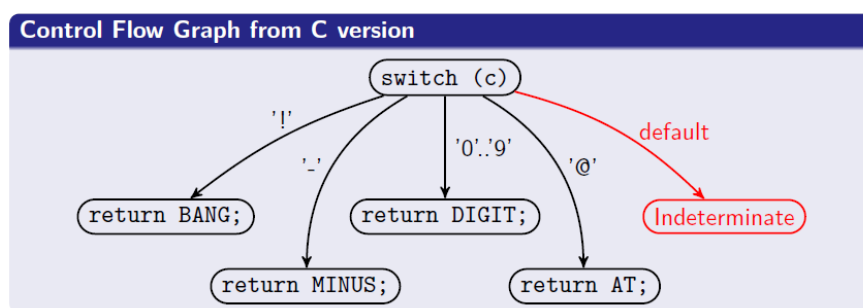 Control Flow Graph from C version
switch (c)
'!'
default
'0'..'9'
'-'
'@'
return BANG;
return DIGIT;
Indeterminate
return MINUS;
return AT;